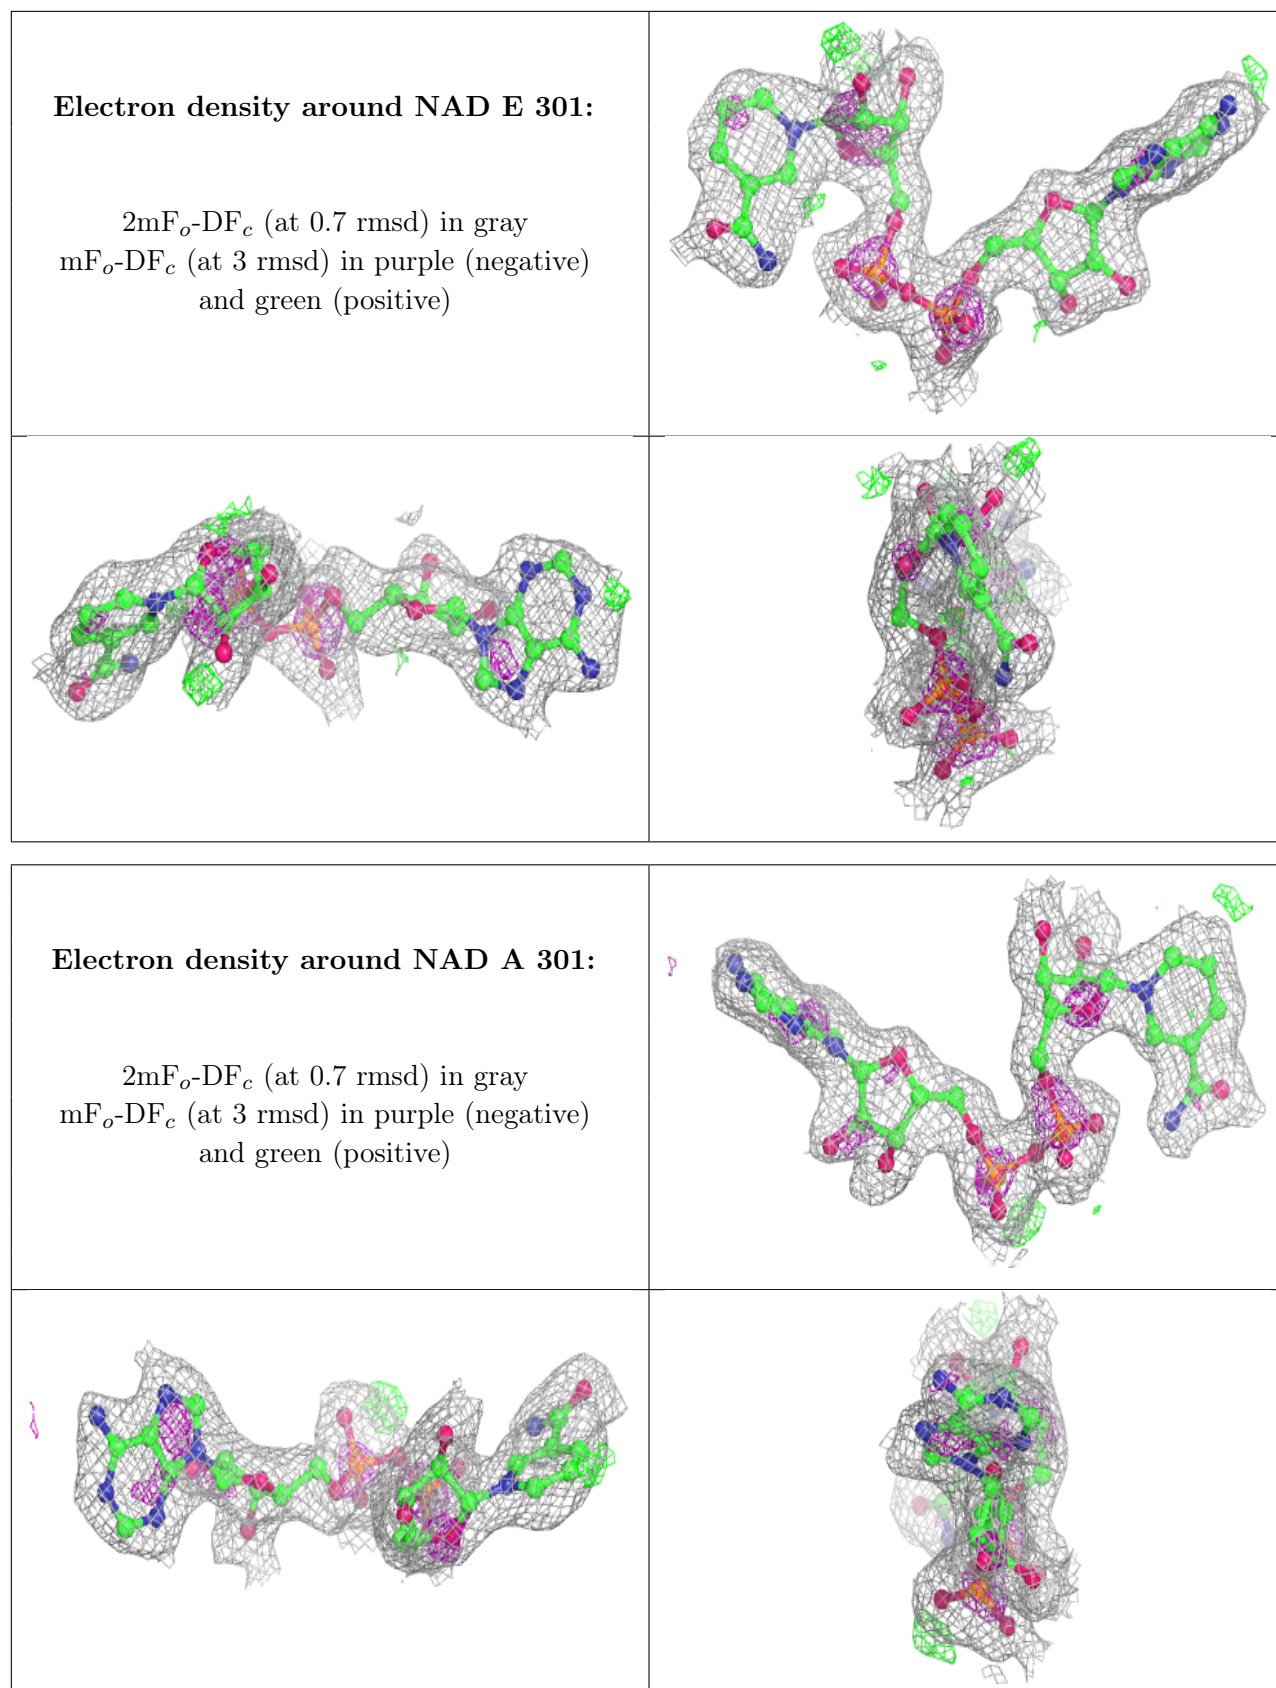 Electron density around NAD E 301:
2mFo-DFc (at 0.7 rmsd) in gray
mFo-DFc (at 3 rmsd) in purple (negative)
and green (positive)
Electron density around NAD A 301:
2mFo-DFc (at 0.7 rmsd) in gray
mFo-DFc (at 3 rmsd) in purple (negative)
and green (positive)